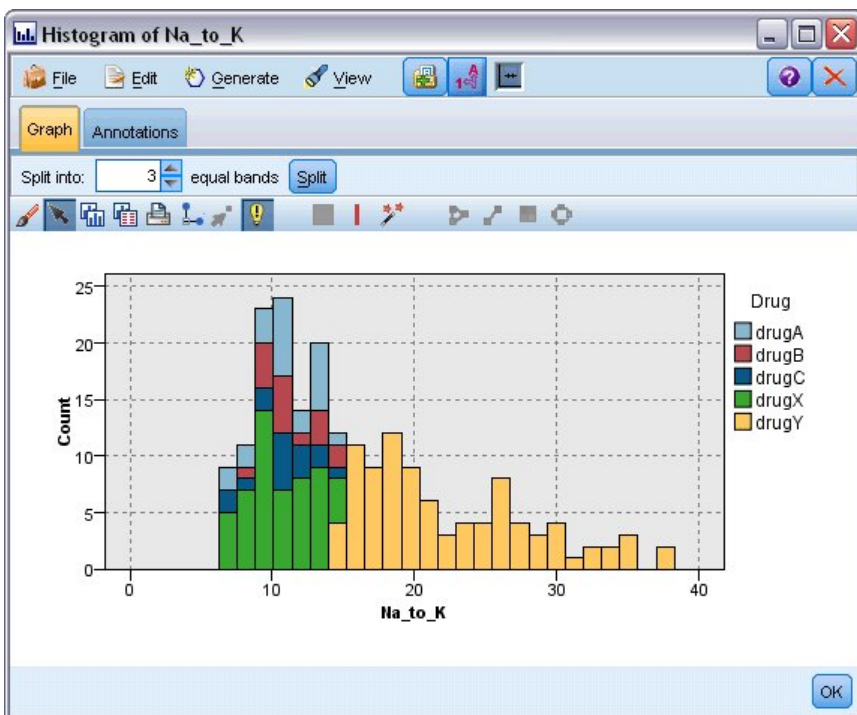 Histogram of Na_to_K
File Edit Generate View
Graph Annotations
Split into: 3 equal bands Split
25
20
15
10
5
0
Count
0 10 20 30 40
Na_to_K
Drug
drugA
drugB
drugC
drugX
drugY
OK